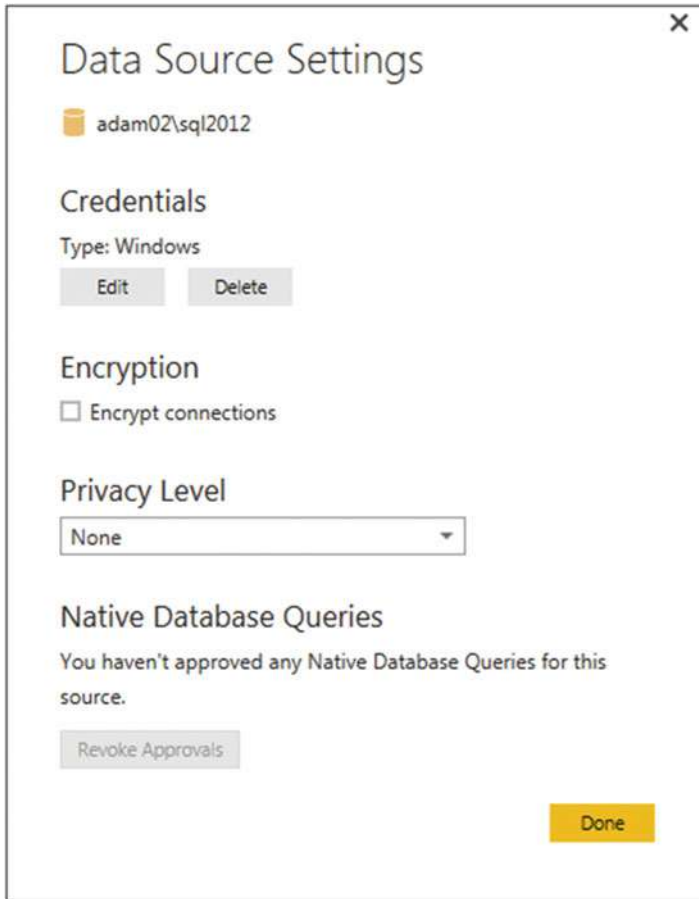 Data Source Settings
adam02\sql2012
Credentials
Type: Windows
Edit Delete
Encryption
Encrypt connections
Privacy Level
None
Native Database Queries
You haven't approved any Native Database Queries for this
source.
Revoke Approvals
Done